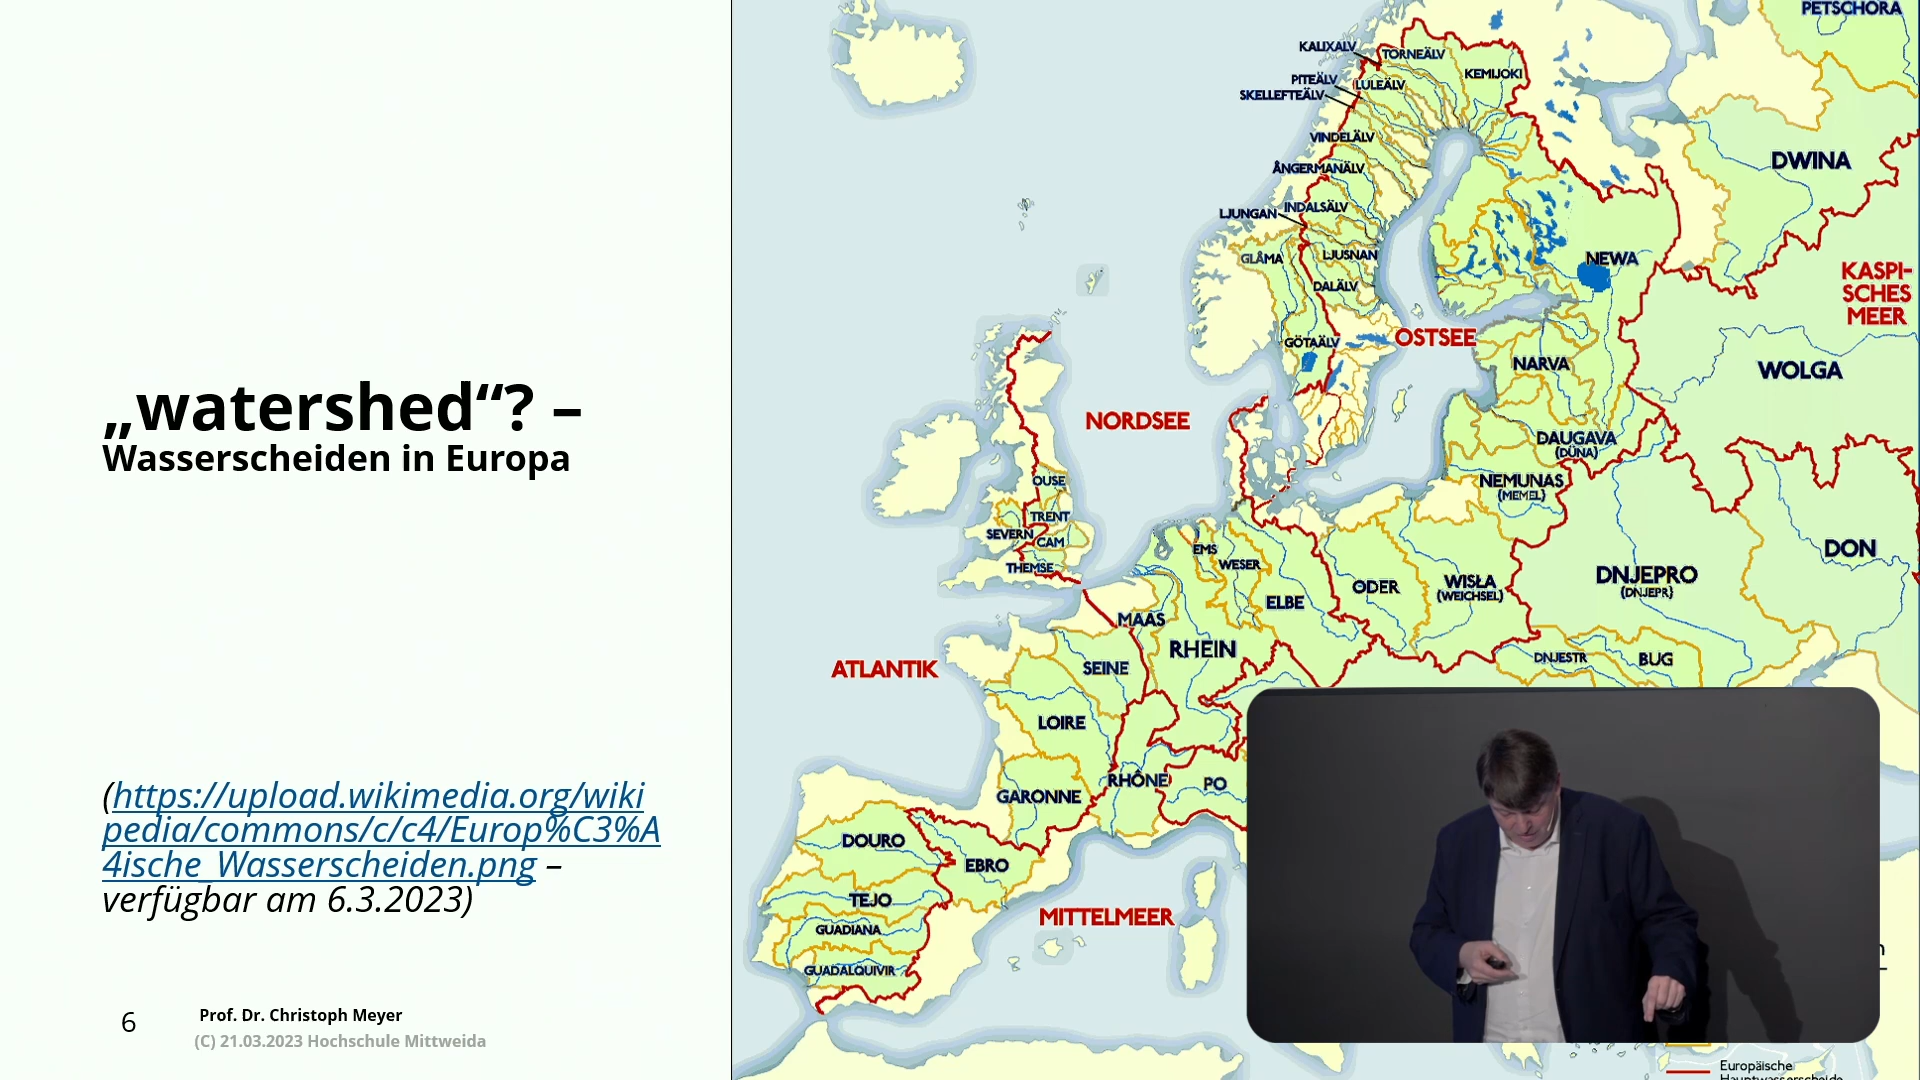 „watershed“? –
Wasserscheiden in Europa
(https://upload.wikimedia.org/wiki
pedia/commons/c/c4/Europ%C3%A
4ische_Wasserscheiden.png –
verfügbar am 6.3.2023)
6
Prof. Dr. Christoph Meyer
(C) 21.03.2023 Hochschule Mittweida
PETSCHORA
KALIXALV
TORNEÄLV
KEMIJOKI
PITEÄLV
LULEÄLV
SKELLEFTEÄLV
VINDELÄLV
DWINA
ÅNGERMANÄLV
INDALSÄLV
LJUNGAN
GLÅMA
LJUSNAN
NEWA
DALÄLV
KASPI-
SCHES
MEER
OSTSEE
GÖTAÄLV
NARVA
WOLGA
NORDSEE
DAUGAVA
(DÜNA)
OUSE
NEMUNAS
(MEMEL)
TRENT
SEVERN
CAM
THEMSE
EMS
WESER
DON
DNJEPRO
(DNJEPR)
ODER
WISŁA
(WEICHSEL)
ELBE
MAAS
RHEIN
DNJESTR
BUG
ATLANTIK
SEINE
LOIRE
RHÔNE
PO
GARONNE
DOURO
EBRO
TEJO
MITTELMEER
GUADIANA
GUADALQUIVIR
n
Europäische
Hauptwasserscheide